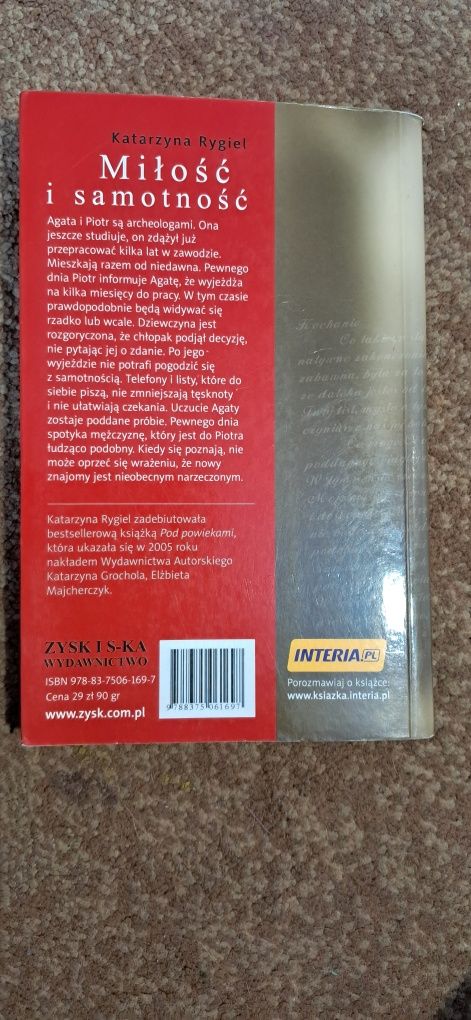 Katarzyna Rygiel
Miłość
i samotność
Agata i Piotr są archeologami. Ona
jeszcze studiuje, on zdążył już
przepracować kilka lat w zawodzie.
Mieszkają razem od niedawna. Pewnego
dnia Piotr informuje Agatę, że wyjeżdża
na kilka miesięcy do pracy. W tym czasie
prawdopodobnie będą widywać się
rzadko lub wcale. Dziewczyna jest
rozgoryczona, że chłopak podjął decyzję,
nie pytając jej o zdanie. Po jego
wyjeździe nie potrafi pogodzić się
z samotnością. Telefony i listy, które do
siebie piszą, nie zmniejszają tęsknoty
i nie ułatwiają czekania. Uczucie Agaty
zostaje poddane próbie. Pewnego dnia
spotyka mężczyznę, który jest do Piotra
łudząco podobny. Kiedy się poznają, nie
może oprzeć się wrażeniu, że nowy
znajomy jest nieobecnym narzeczonym.
Katarzyna Rygiel zadebiutowała
bestsellerową książką Pod powiekami,
która ukazała się w 2005 roku
nakładem Wydawnictwa Autorskiego
Katarzyna Grochola, Elżbieta
Majcherczyk.
ZYSK I S-KA
WYDAWNICTWO
ISBN 978-83-7506-169-7
Cena 29 zł 90 gr
www.zysk.com.pl
9788375061697
INTERIA.PL
Porozmawiaj o książce:
www.ksiazka.interia.pl
Kochanie